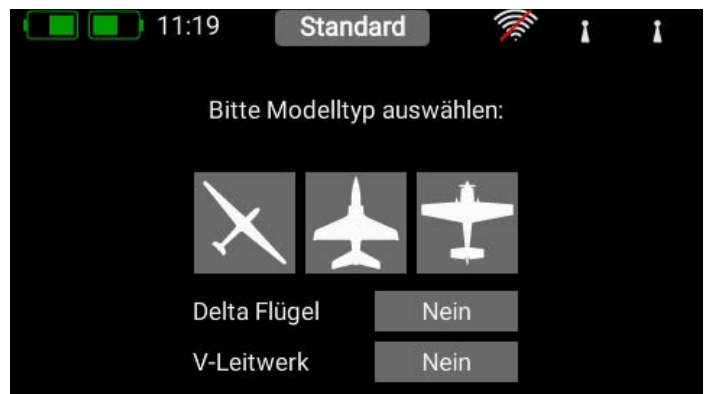 11:19 Standard
Bitte Modelltyp auswählen:
Delta Flügel Nein
V-Leitwerk Nein